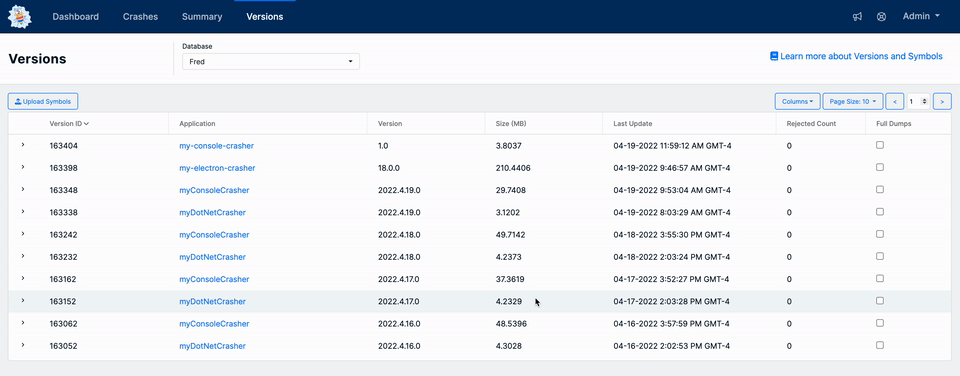 Dashboard Crashes Summary Versions Admin
Versions
Database
Fred
Learn more about Versions and Symbols
Upload Symbols Columns Page Size: 10 < 1 >
Version ID Application Version Size (MB) Last Update Rejected Count Full Dumps
163404 my-console-crasher 1.0 3.8037 04-19-2022 11:59:12 AM GMT-4 0
163398 my-electron-crasher 18.0.0 210.4406 04-19-2022 9:46:57 AM GMT-4 0
163348 myConsoleCrasher 2022.4.19.0 29.7408 04-19-2022 9:53:04 AM GMT-4 0
163338 myDotNetCrasher 2022.4.19.0 3.1202 04-19-2022 8:03:29 AM GMT-4 0
163242 myConsoleCrasher 2022.4.18.0 49.7142 04-18-2022 3:55:30 PM GMT-4 0
163232 myDotNetCrasher 2022.4.18.0 4.2373 04-18-2022 2:03:24 PM GMT-4 0
163162 myConsoleCrasher 2022.4.17.0 37.3619 04-17-2022 3:52:27 PM GMT-4 0
163152 myDotNetCrasher 2022.4.17.0 4.2329 04-17-2022 2:03:28 PM GMT-4 0
163062 myConsoleCrasher 2022.4.16.0 48.5396 04-16-2022 3:57:59 PM GMT-4 0
163052 myDotNetCrasher 2022.4.16.0 4.3028 04-16-2022 2:02:53 PM GMT-4 0